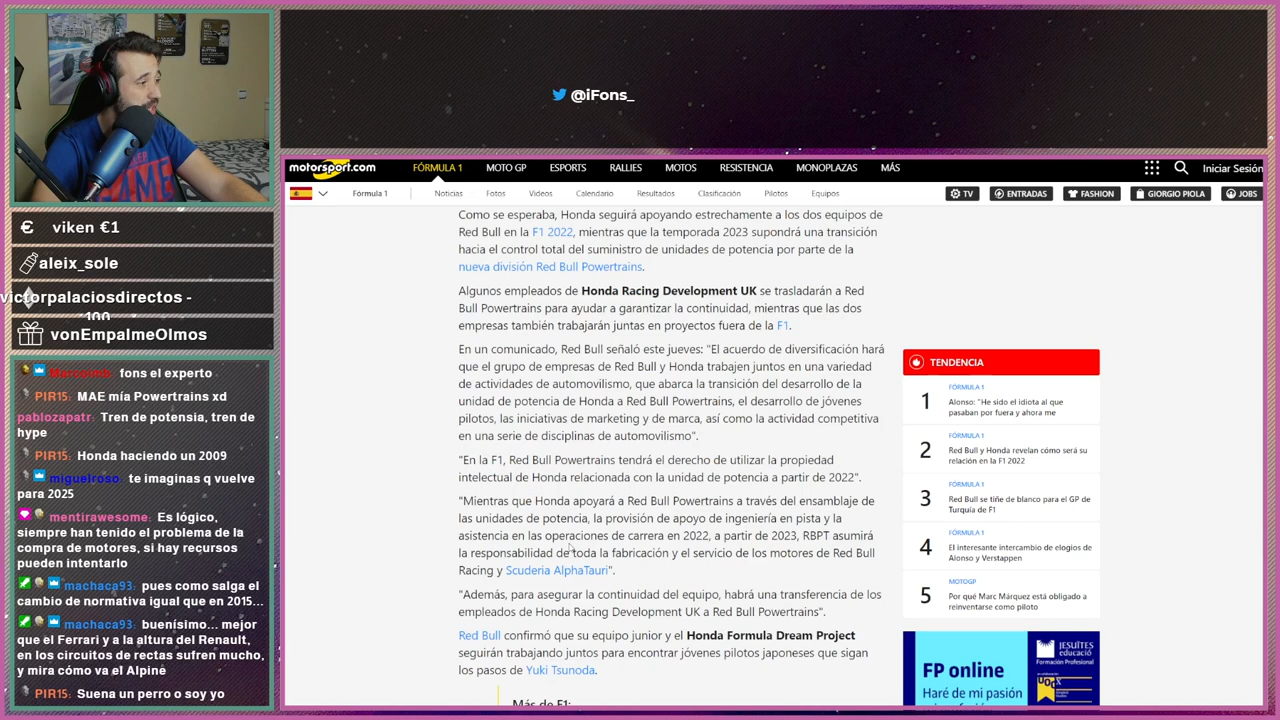 @iFons_
viken €1
aleix_sole
victorpalaciosdirectos -
100
vonEmpalmeOlmos
Marcomb: fons el experto
PIR15: MAE mía Powertrains xd
pablozapatr: Tren de potensia, tren de
hype
PIR15: Honda haciendo un 2009
miguelroso: te imaginas q vuelve
para 2025
mentirawesome: Es lógico,
siempre han tenido el problema de la
compra de motores, si hay recursos
pueden intentarlo
machaca93: pues como salga el
cambio de normativa igual que en 2015...
machaca93: buenísimo... mejor
que el Ferrari y a la altura del Renault,
en los circuitos de rectas sufren mucho,
y mira cómo va el Alpiné
PIR15: Suena un perro o soy yo
motorsport.com
FÓRMULA 1 MOTO GP ESPORTS RALLIES MOTOS RESISTENCIA MONOPLAZAS MÁS
Iniciar Sesión
Fórmula 1 Noticias Fotos Videos Calendario Resultados Clasificación Pilotos Equipos
TV ENTRADAS FASHION GIORGIO PIOLA JOBS
Como se esperaba, Honda seguirá apoyando estrechamente a los dos equipos de
Red Bull en la F1 2022, mientras que la temporada 2023 supondrá una transición
hacia el control total del suministro de unidades de potencia por parte de la
nueva división Red Bull Powertrains.
Algunos empleados de Honda Racing Development UK se trasladarán a Red
Bull Powertrains para ayudar a garantizar la continuidad, mientras que las dos
empresas también trabajarán juntas en proyectos fuera de la F1.
En un comunicado, Red Bull señaló este jueves: "El acuerdo de diversificación hará
que el grupo de empresas de Red Bull y Honda trabajen juntos en una variedad
de actividades de automovilismo, que abarca la transición del desarrollo de la
unidad de potencia de Honda a Red Bull Powertrains, el desarrollo de jóvenes
pilotos, las iniciativas de marketing y de marca, así como la actividad competitiva
en una serie de disciplinas de automovilismo".
"En la F1, Red Bull Powertrains tendrá el derecho de utilizar la propiedad
intelectual de Honda relacionada con la unidad de potencia a partir de 2022".
"Mientras que Honda apoyará a Red Bull Powertrains a través del ensamblaje de
las unidades de potencia, la provisión de apoyo de ingeniería en pista y la
asistencia en las operaciones de carrera en 2022, a partir de 2023, RBPT asumirá
la responsabilidad de toda la fabricación y el servicio de los motores de Red Bull
Racing y Scuderia AlphaTauri".
"Además, para asegurar la continuidad del equipo, habrá una transferencia de los
empleados de Honda Racing Development UK a Red Bull Powertrains".
Red Bull confirmó que su equipo junior y el Honda Formula Dream Project
seguirán trabajando juntos para encontrar jóvenes pilotos japoneses que sigan
los pasos de Yuki Tsunoda.
Más de F1:
TENDENCIA
FÓRMULA 1
1 Alonso: "He sido el idiota al que
pasaban por fuera y ahora me
FÓRMULA 1
2 Red Bull y Honda revelan cómo será su
relación en la F1 2022
FÓRMULA 1
3 Red Bull se tiñe de blanco para el GP de
Turquía de F1
FÓRMULA 1
4 El interesante intercambio de elogios de
Alonso y Verstappen
MOTOGP
5 Por qué Marc Márquez está obligado a
reinventarse como piloto
FP online
Haré de mi pasión
JESUÏTES
educació
Formación Profesional